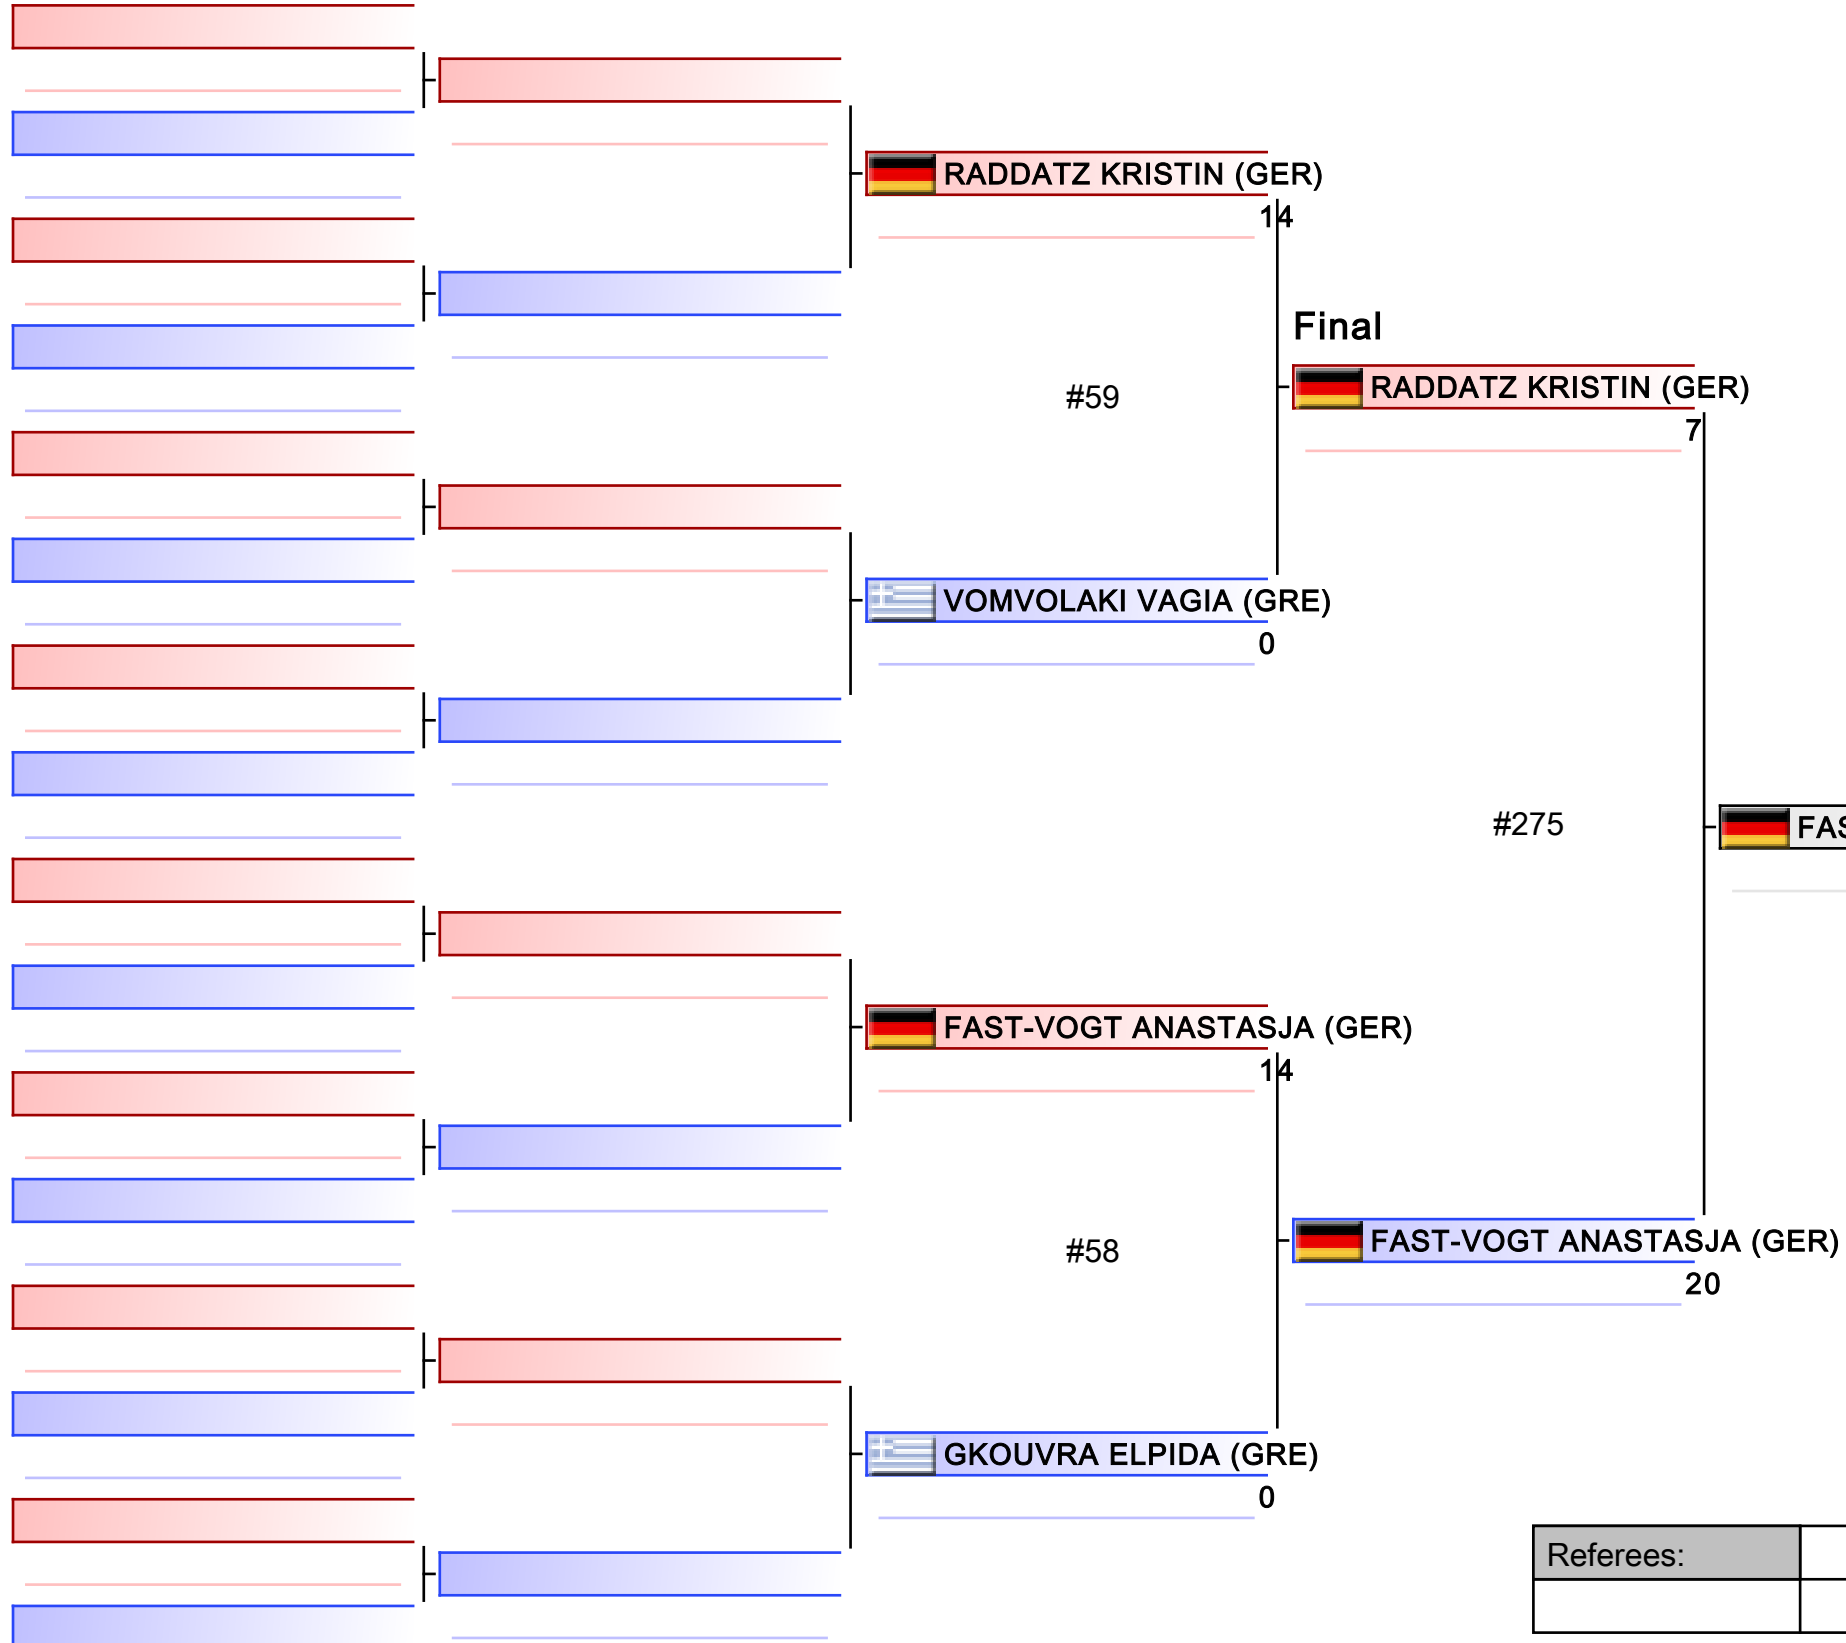 RADDATZ KRISTIN (GER)
14
Final
#59
RADDATZ KRISTIN (GER)
7
VOMVOLAKI VAGIA (GRE)
0
#275
FAST-VOGT ANASTASJA (GER)
14
#58
FAST-VOGT ANASTASJA (GER)
20
GKOUVRA ELPIDA (GRE)
0
Referees: